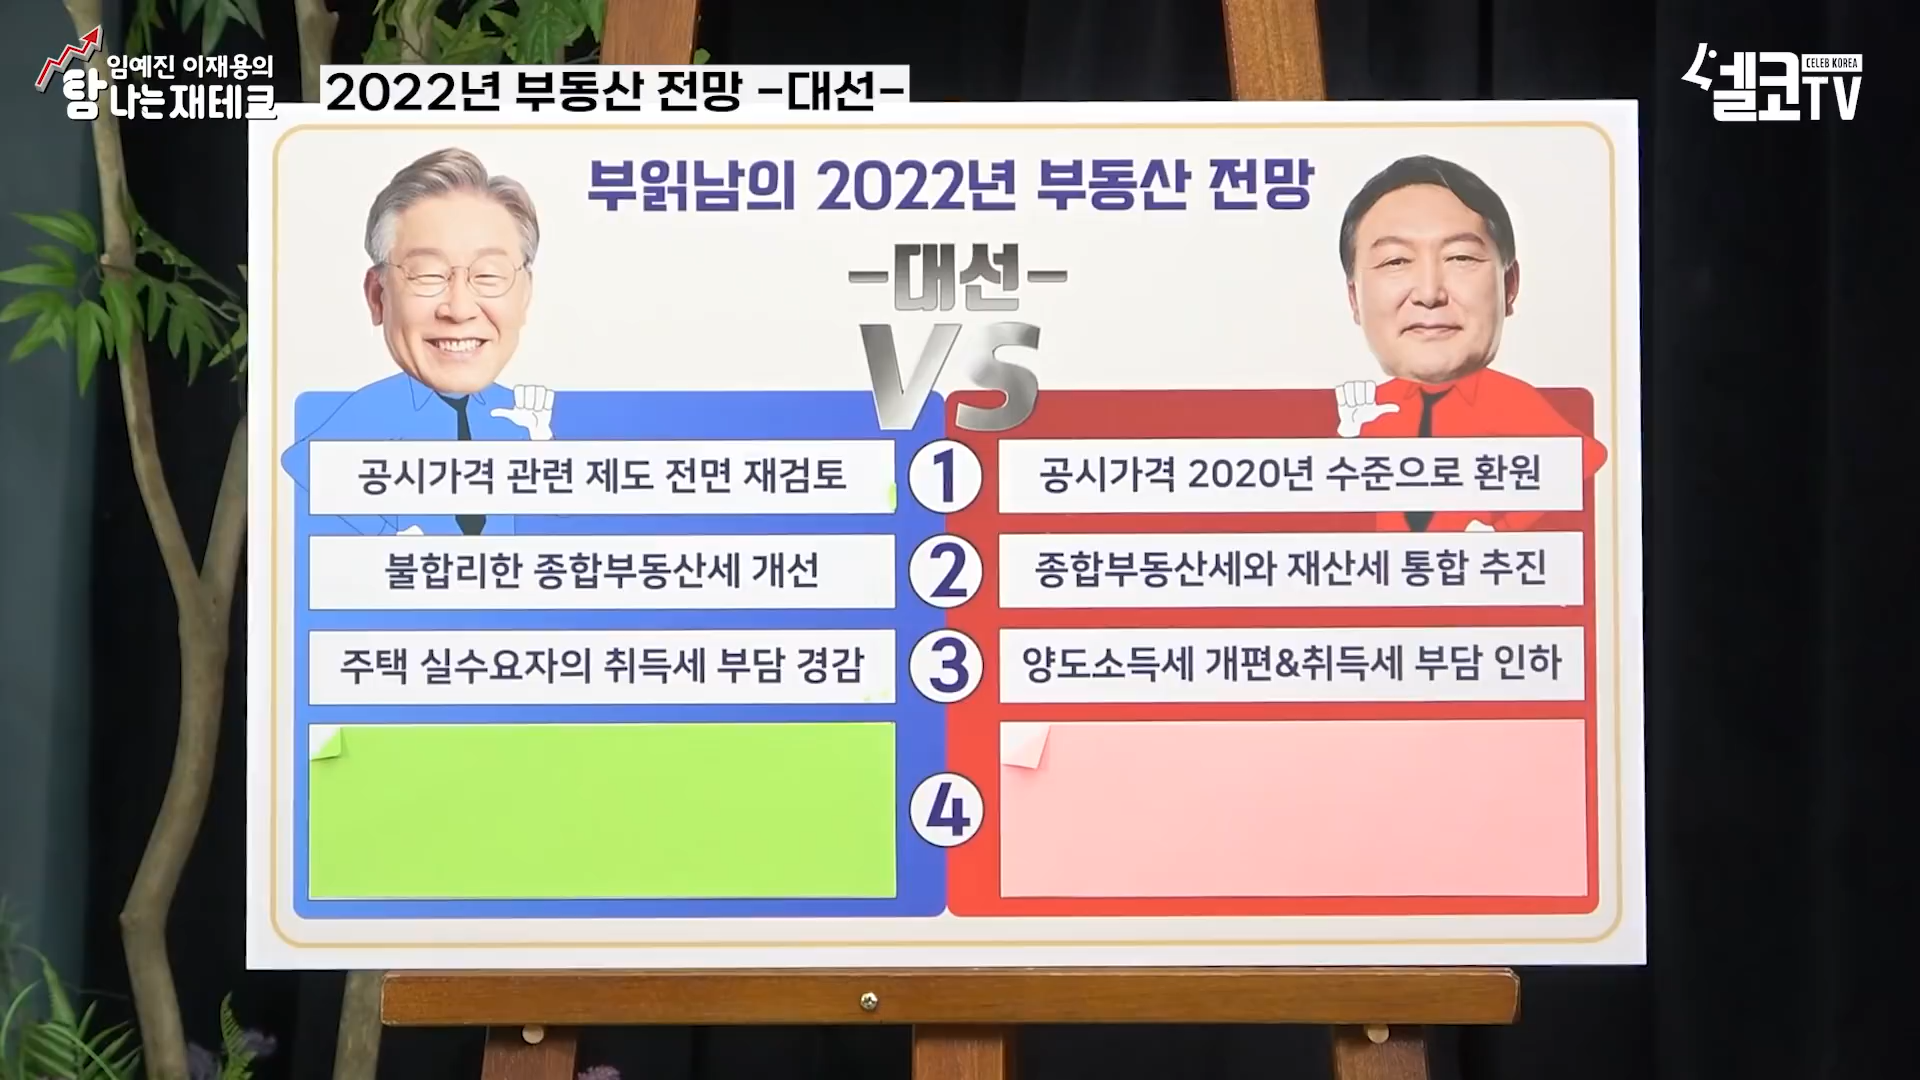 임예진 이재용의
탕 나는 재테크
2022년 부동산 전망 -대선-
셀코TV
CELEB KOREA
부읽남의 2022년 부동산 전망
-대선-
VS
공시가격 관련 제도 전면 재검토
1
공시가격 2020년 수준으로 환원
불합리한 종합부동산세 개선
2
종합부동산세와 재산세 통합 추진
주택 실수요자의 취득세 부담 경감
3
양도소득세 개편&취득세 부담 인하
4